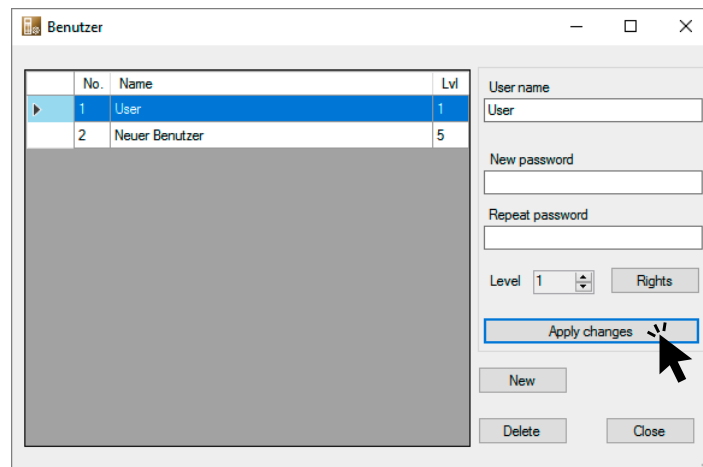 Benutzer
No. Name Lvl
1 User 1
2 Neuer Benutzer 5
User name
User
New password
Repeat password
Level 1 Rights
Apply changes
New
Delete Close